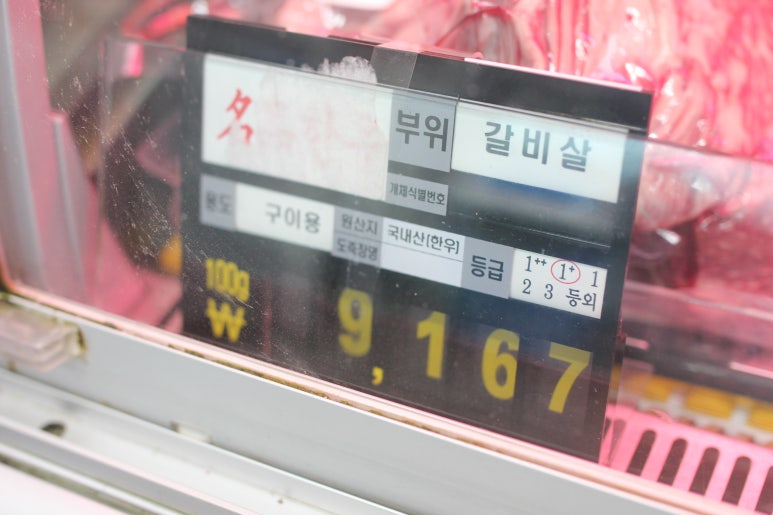 名 부위 갈비살
개체식별번호
용도 구이용 원산지 국내산(한우) 등급 1++ 1+ 1
도축장명 2 3 등외
100g
₩ 9,167